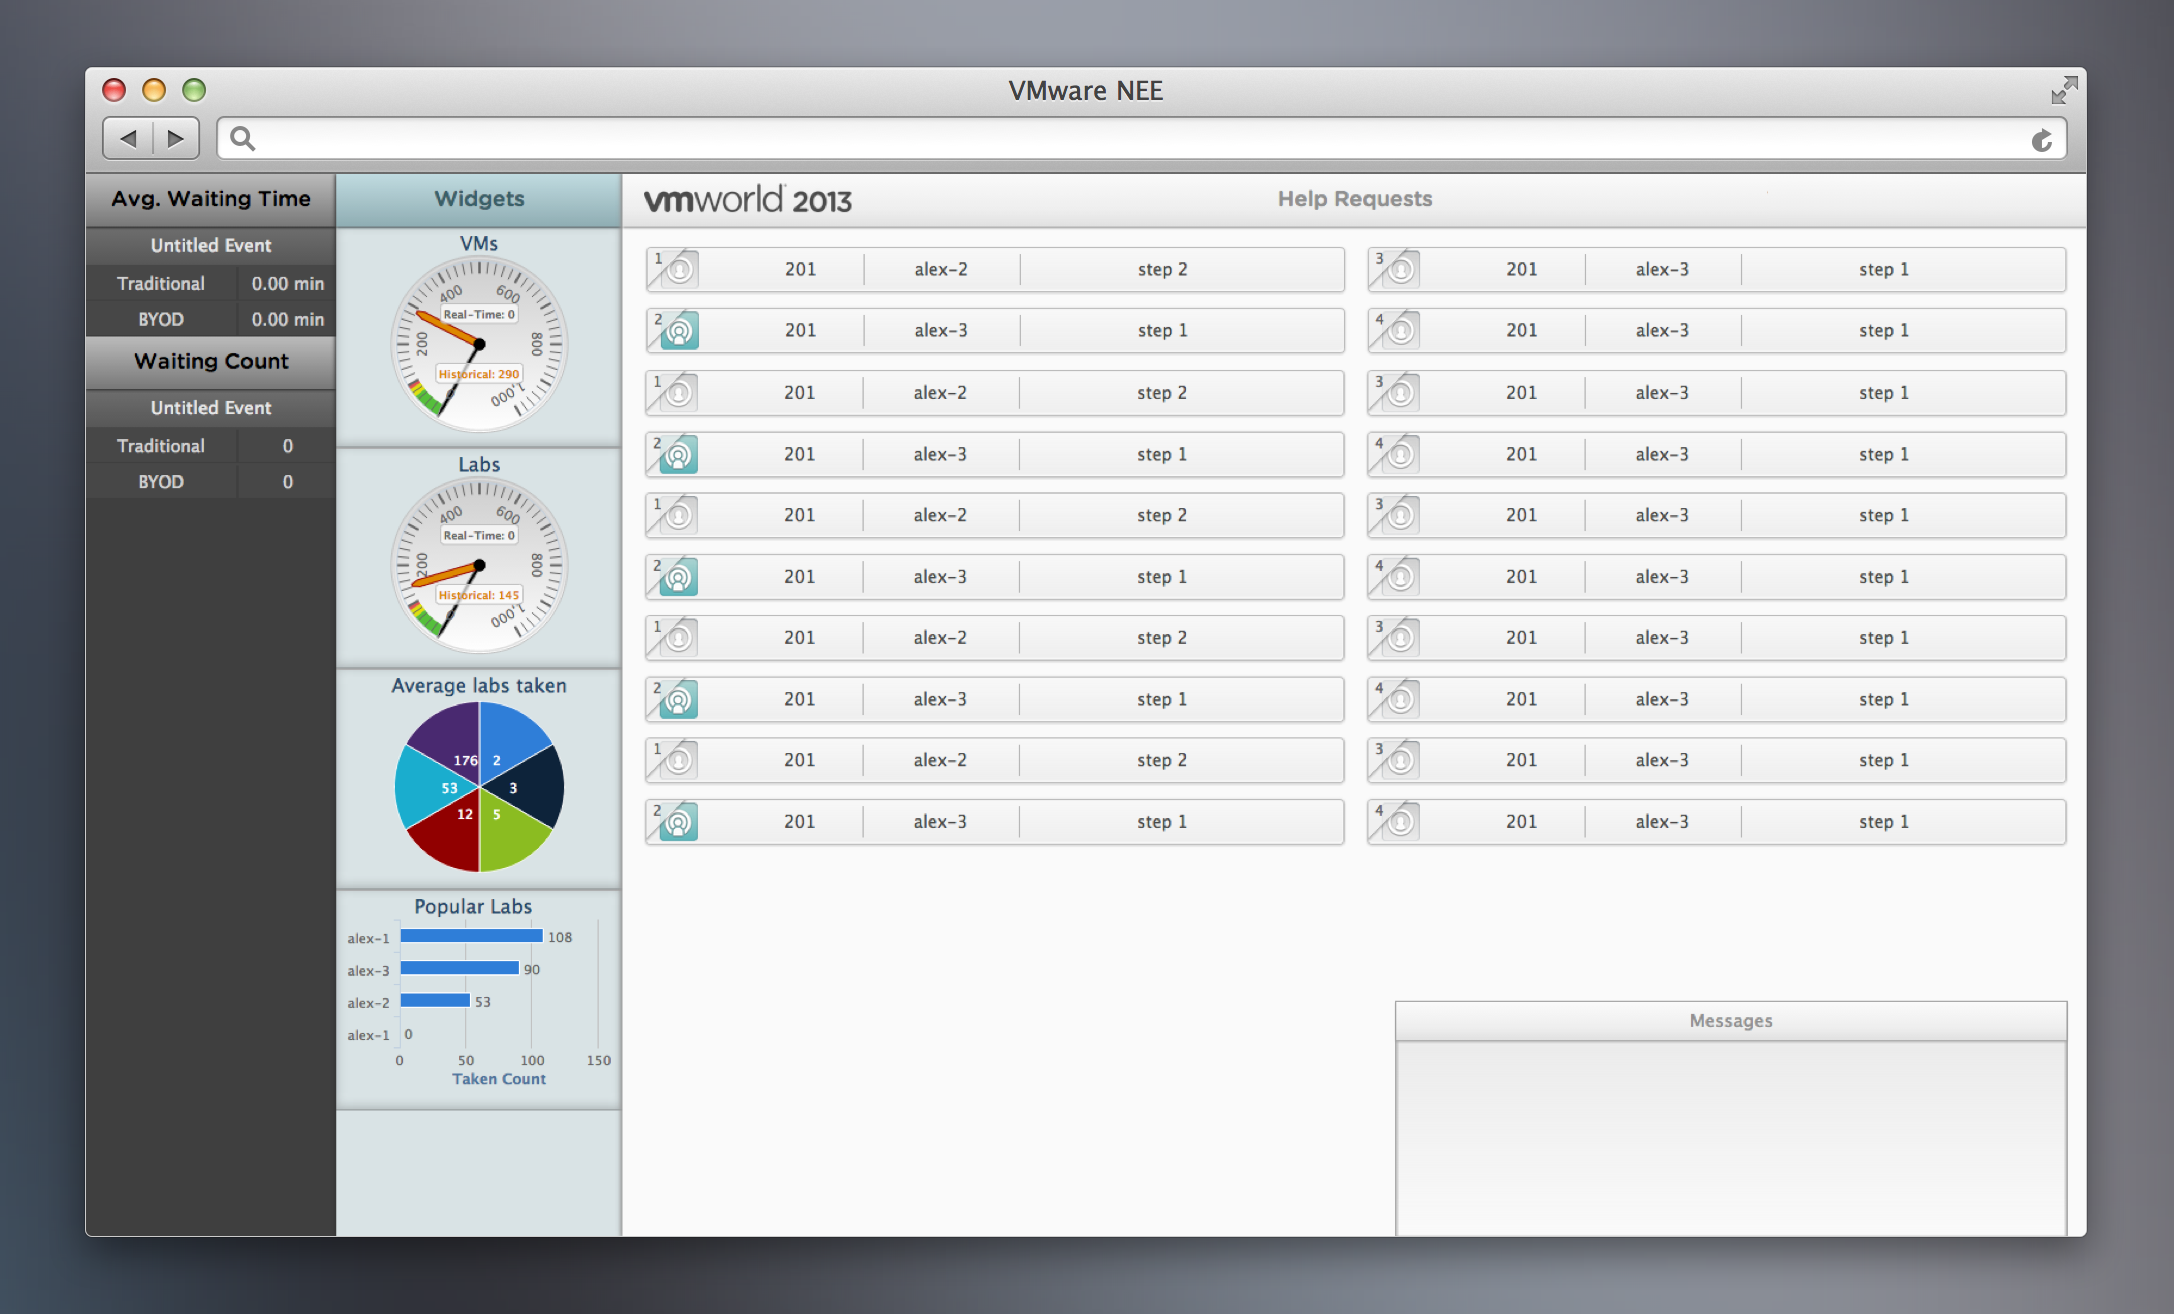 VMware NEE
Avg. Waiting Time
Untitled Event
Traditional 0.00 min
BYOD 0.00 min
Waiting Count
Untitled Event
Traditional 0
BYOD 0
Widgets
VMs
0 200 400 600 800 1,000
Real-Time: 0
Historical: 290
Labs
0 200 400 600 800 1,000
Real-Time: 0
Historical: 145
Average labs taken
176 2
53 3
12 5
Popular Labs
alex-1 108
alex-3 90
alex-2 53
alex-1 0
0 50 100 150
Taken Count
vmworld 2013
Help Requests
1 201 alex-2 step 2
3 201 alex-3 step 1
2 201 alex-3 step 1
4 201 alex-3 step 1
1 201 alex-2 step 2
3 201 alex-3 step 1
2 201 alex-3 step 1
4 201 alex-3 step 1
1 201 alex-2 step 2
3 201 alex-3 step 1
2 201 alex-3 step 1
4 201 alex-3 step 1
1 201 alex-2 step 2
3 201 alex-3 step 1
2 201 alex-3 step 1
4 201 alex-3 step 1
1 201 alex-2 step 2
3 201 alex-3 step 1
2 201 alex-3 step 1
4 201 alex-3 step 1
Messages